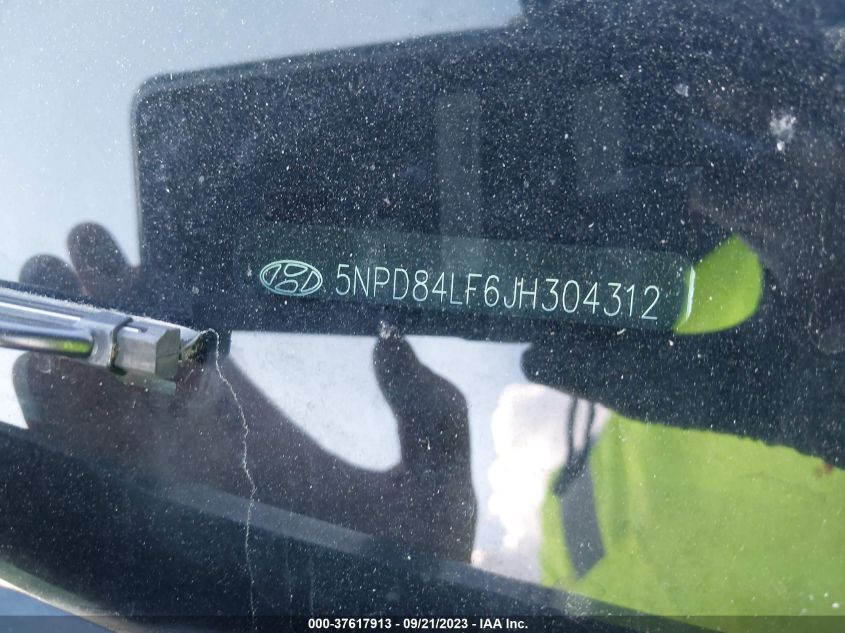 5NPD84LF6JH304312
000-37617913 - 09/21/2023 - IAA Inc.